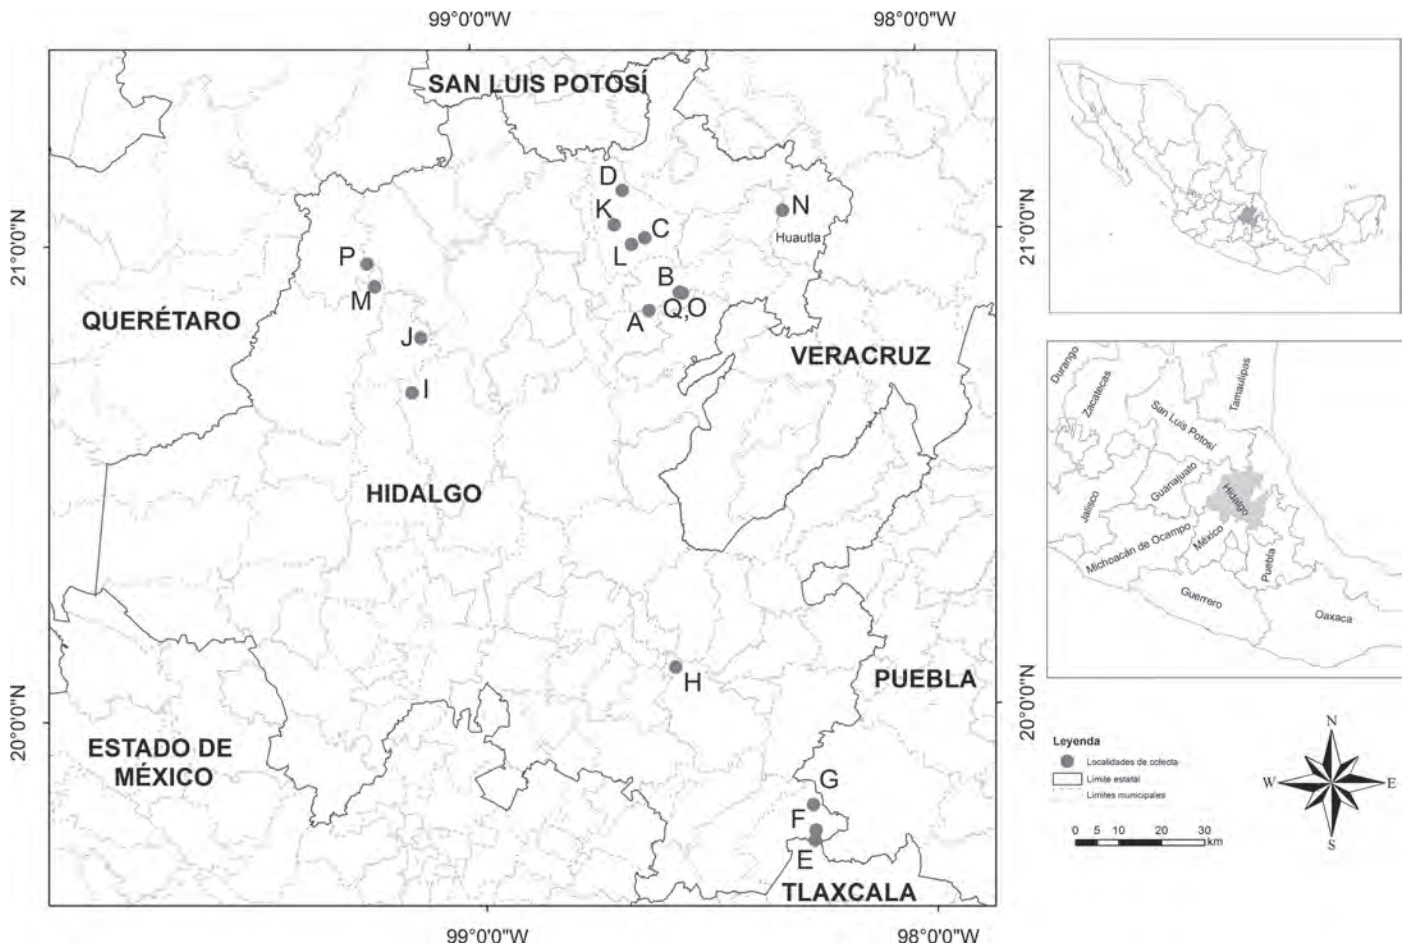 99°0'0"W
98°0'0"W
SAN LUIS POTOSÍ
D
K
C
L
N
Huautla
21°0'0"N
21°0'0"N
P
M
B
Q,O
A
QUERÉTARO
J
VERACRUZ
I
HIDALGO
H
PUEBLA
20°0'0"N
20°0'0"N
ESTADO DE
MÉXICO
G
F
E
TLAXCALA
99°0'0"W
98°0'0"W
Durango
Zacatecas
Tamaulipas
San Luis Potosí
Jalisco
Guanajuato
Hidalgo
Michoacán de Ocampo
México
Puebla
Guerrero
Oaxaca
Leyenda
Localidades de colecta
Límite estatal
Límites municipales
0 5 10 20 30
km
N
W
E
S